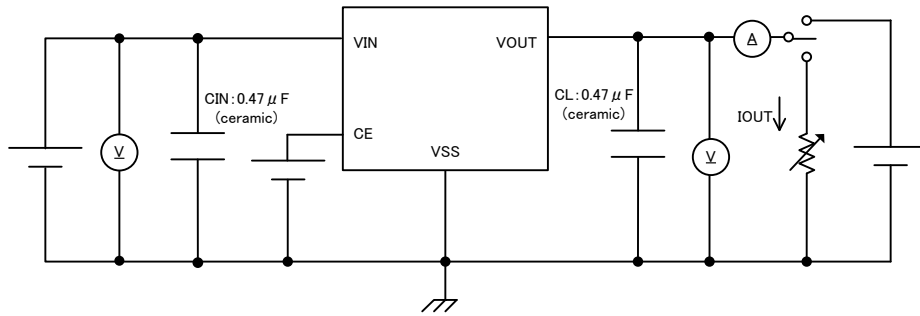 VIN
VOUT
A
CIN:0.47μF
(ceramic)
CL:0.47μF
(ceramic)
IOUT
CE
V
VSS
V